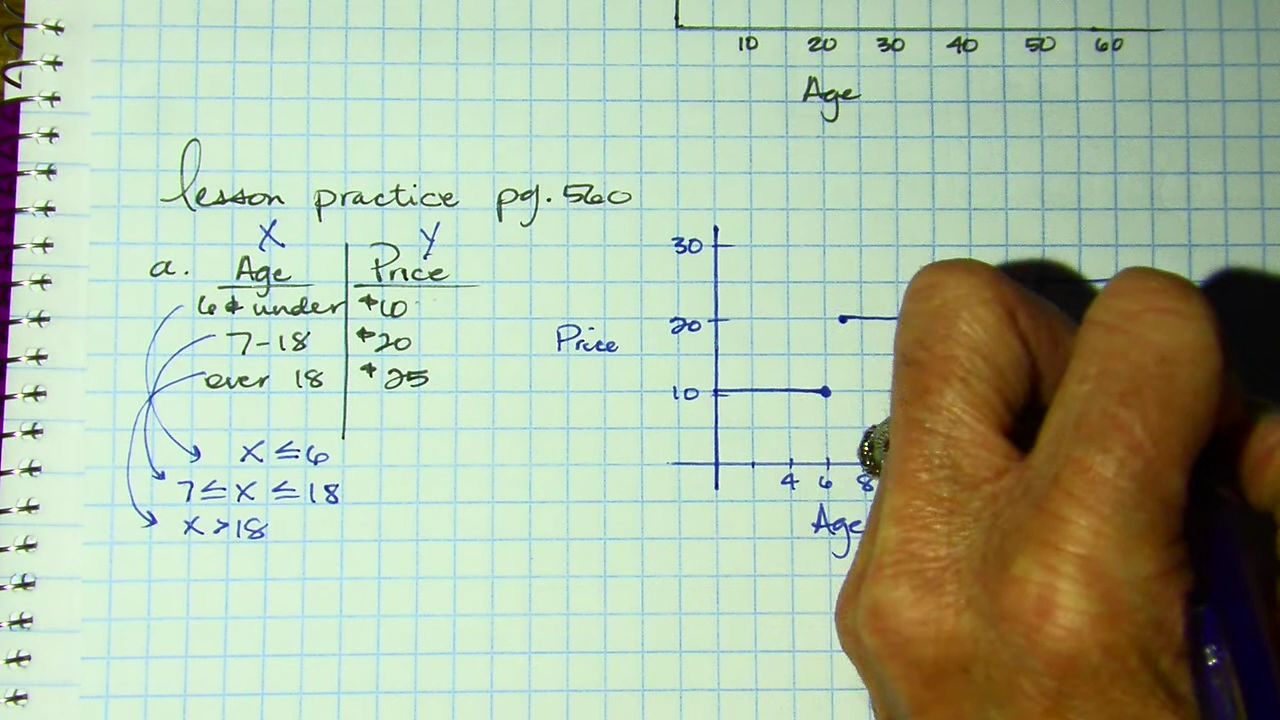 10 20 30 40 50 60
Age
lesson practice pg. 560
X Y
a. Age Price
6 & under $10
7-18 $20
over 18 $25
X ≤ 6
7 ≤ X ≤ 18
X > 18
30
20
10
Price
4 6 8
Age